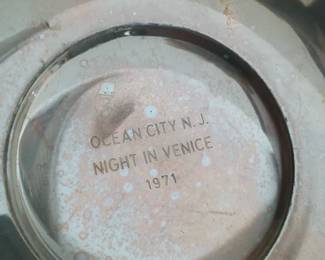 OCEAN CITY N.J.
NIGHT IN VENICE
1971